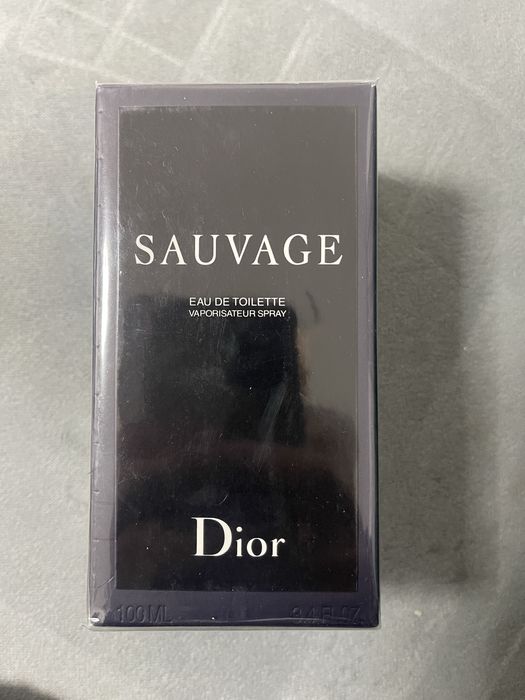 SAUVAGE
EAU DE TOILETTE
VAPORISATEUR SPRAY
Dior
100 ML 3.4 FL.OZ.